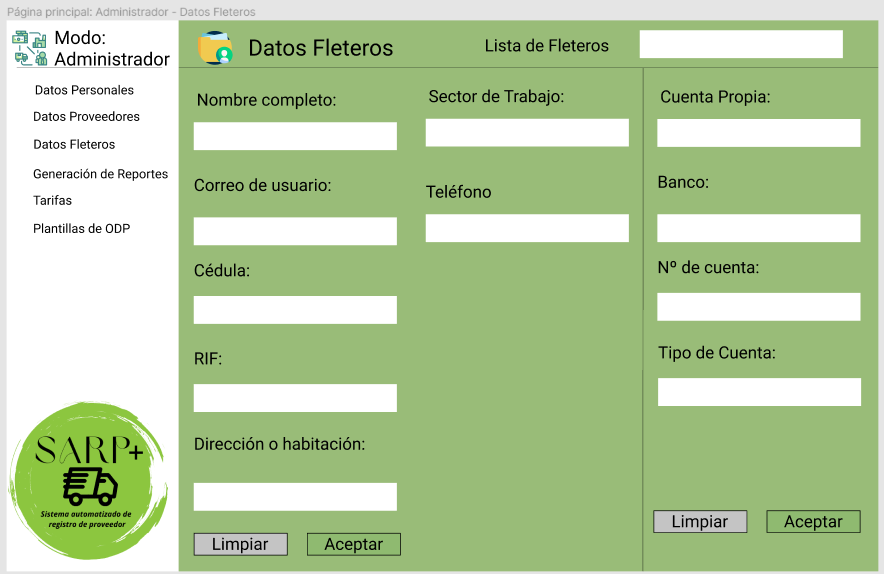 Página principal: Administrador - Datos Fleteros
Modo:
Administrador
Datos Personales
Datos Proveedores
Datos Fleteros
Generación de Reportes
Tarifas
Plantillas de ODP
SARP+
Sistema automatizado de
registro de proveedor
Datos Fleteros
Lista de Fleteros
Nombre completo:
Correo de usuario:
Cédula:
RIF:
Dirección o habitación:
Limpiar
Aceptar
Sector de Trabajo:
Teléfono
Cuenta Propia:
Banco:
Nº de cuenta:
Tipo de Cuenta:
Limpiar
Aceptar